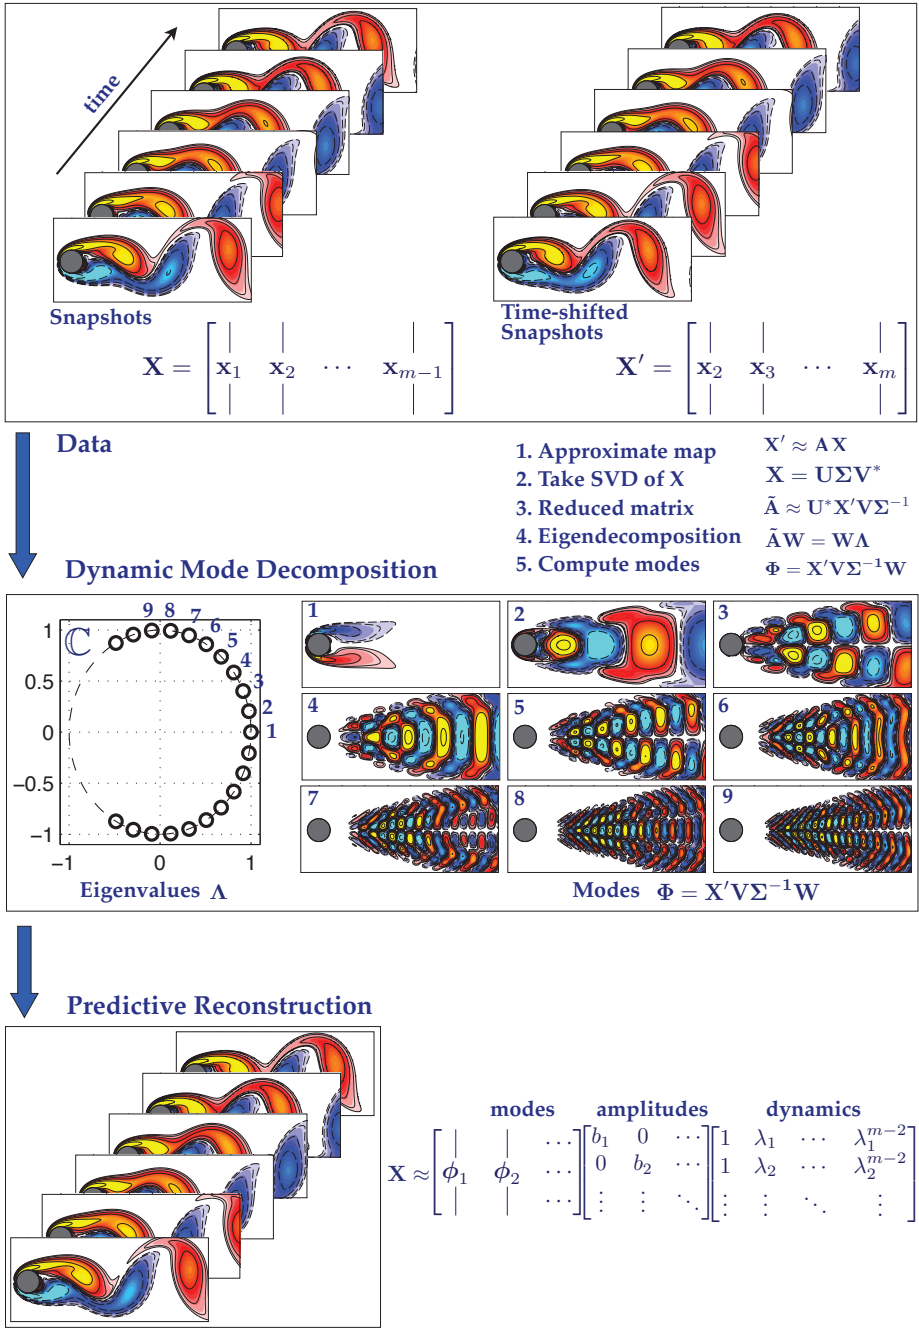 time
Snapshots
Time-shifted
Snapshots
X = [ x₁ x₂ ⋯ xₘ₋₁ ]
X′ = [ x₂ x₃ ⋯ xₘ ]
Data
1. Approximate map X′ ≈ AX
2. Take SVD of X X = UΣV*
3. Reduced matrix Ã ≈ U*X′VΣ⁻¹
4. Eigendecomposition ÃW = WΛ
5. Compute modes Φ = X′VΣ⁻¹W
Dynamic Mode Decomposition
ℂ
1
0.5
0
−0.5
−1
−1 0 1
9 8 7 6 5 4 3 2 1
Eigenvalues Λ
1 2 3
4 5 6
7 8 9
Modes Φ = X′VΣ⁻¹W
Predictive Reconstruction
modes amplitudes dynamics
X ≈ [ ϕ₁ ϕ₂ ⋯ ⋯ ⋯ ] [ b₁ 0 ⋯ ; 0 b₂ ⋯ ; ⋮ ⋮ ⋱ ] [ 1 λ₁ ⋯ λ₁ᵐ⁻² ; 1 λ₂ ⋯ λ₂ᵐ⁻² ; ⋮ ⋮ ⋱ ⋮ ]